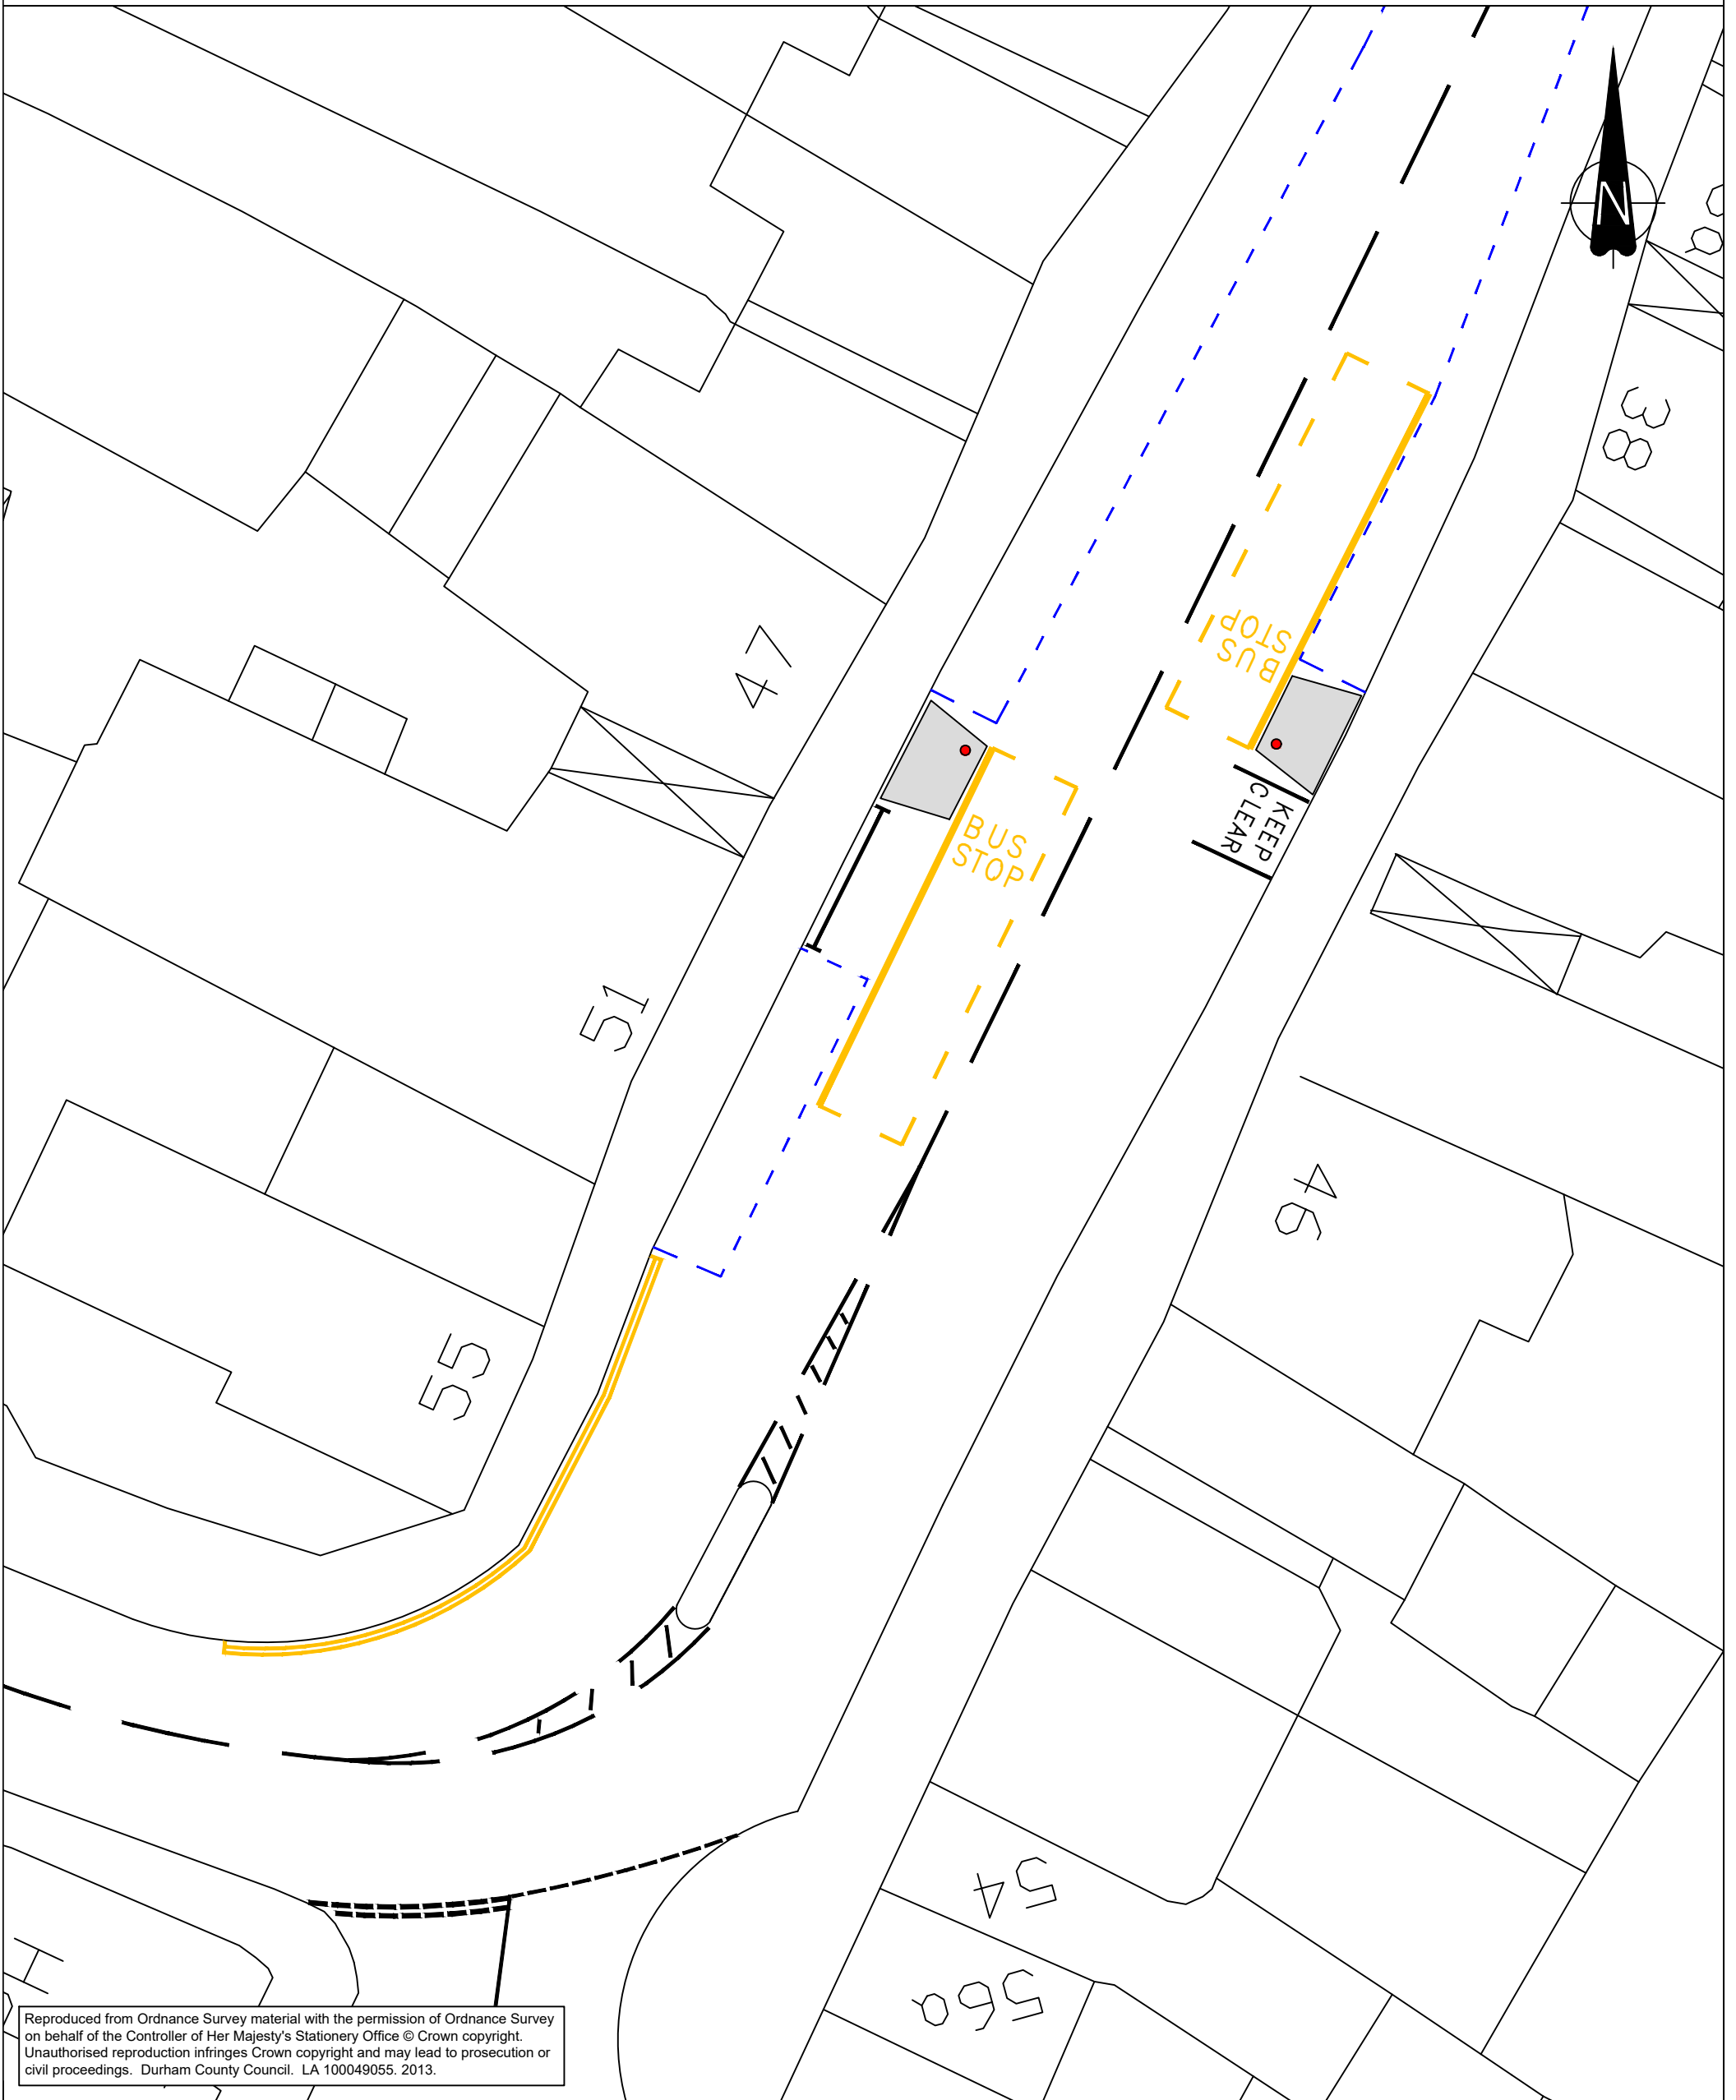 N
38
47
STOP
BUS
BUS
STOP
KEEP
CLEAR
51
46
53
54
56
Reproduced from Ordnance Survey material with the permission of Ordnance Survey
on behalf of the Controller of Her Majesty's Stationery Office © Crown copyright.
Unauthorised reproduction infringes Crown copyright and may lead to prosecution or
civil proceedings. Durham County Council. LA 100049055. 2013.